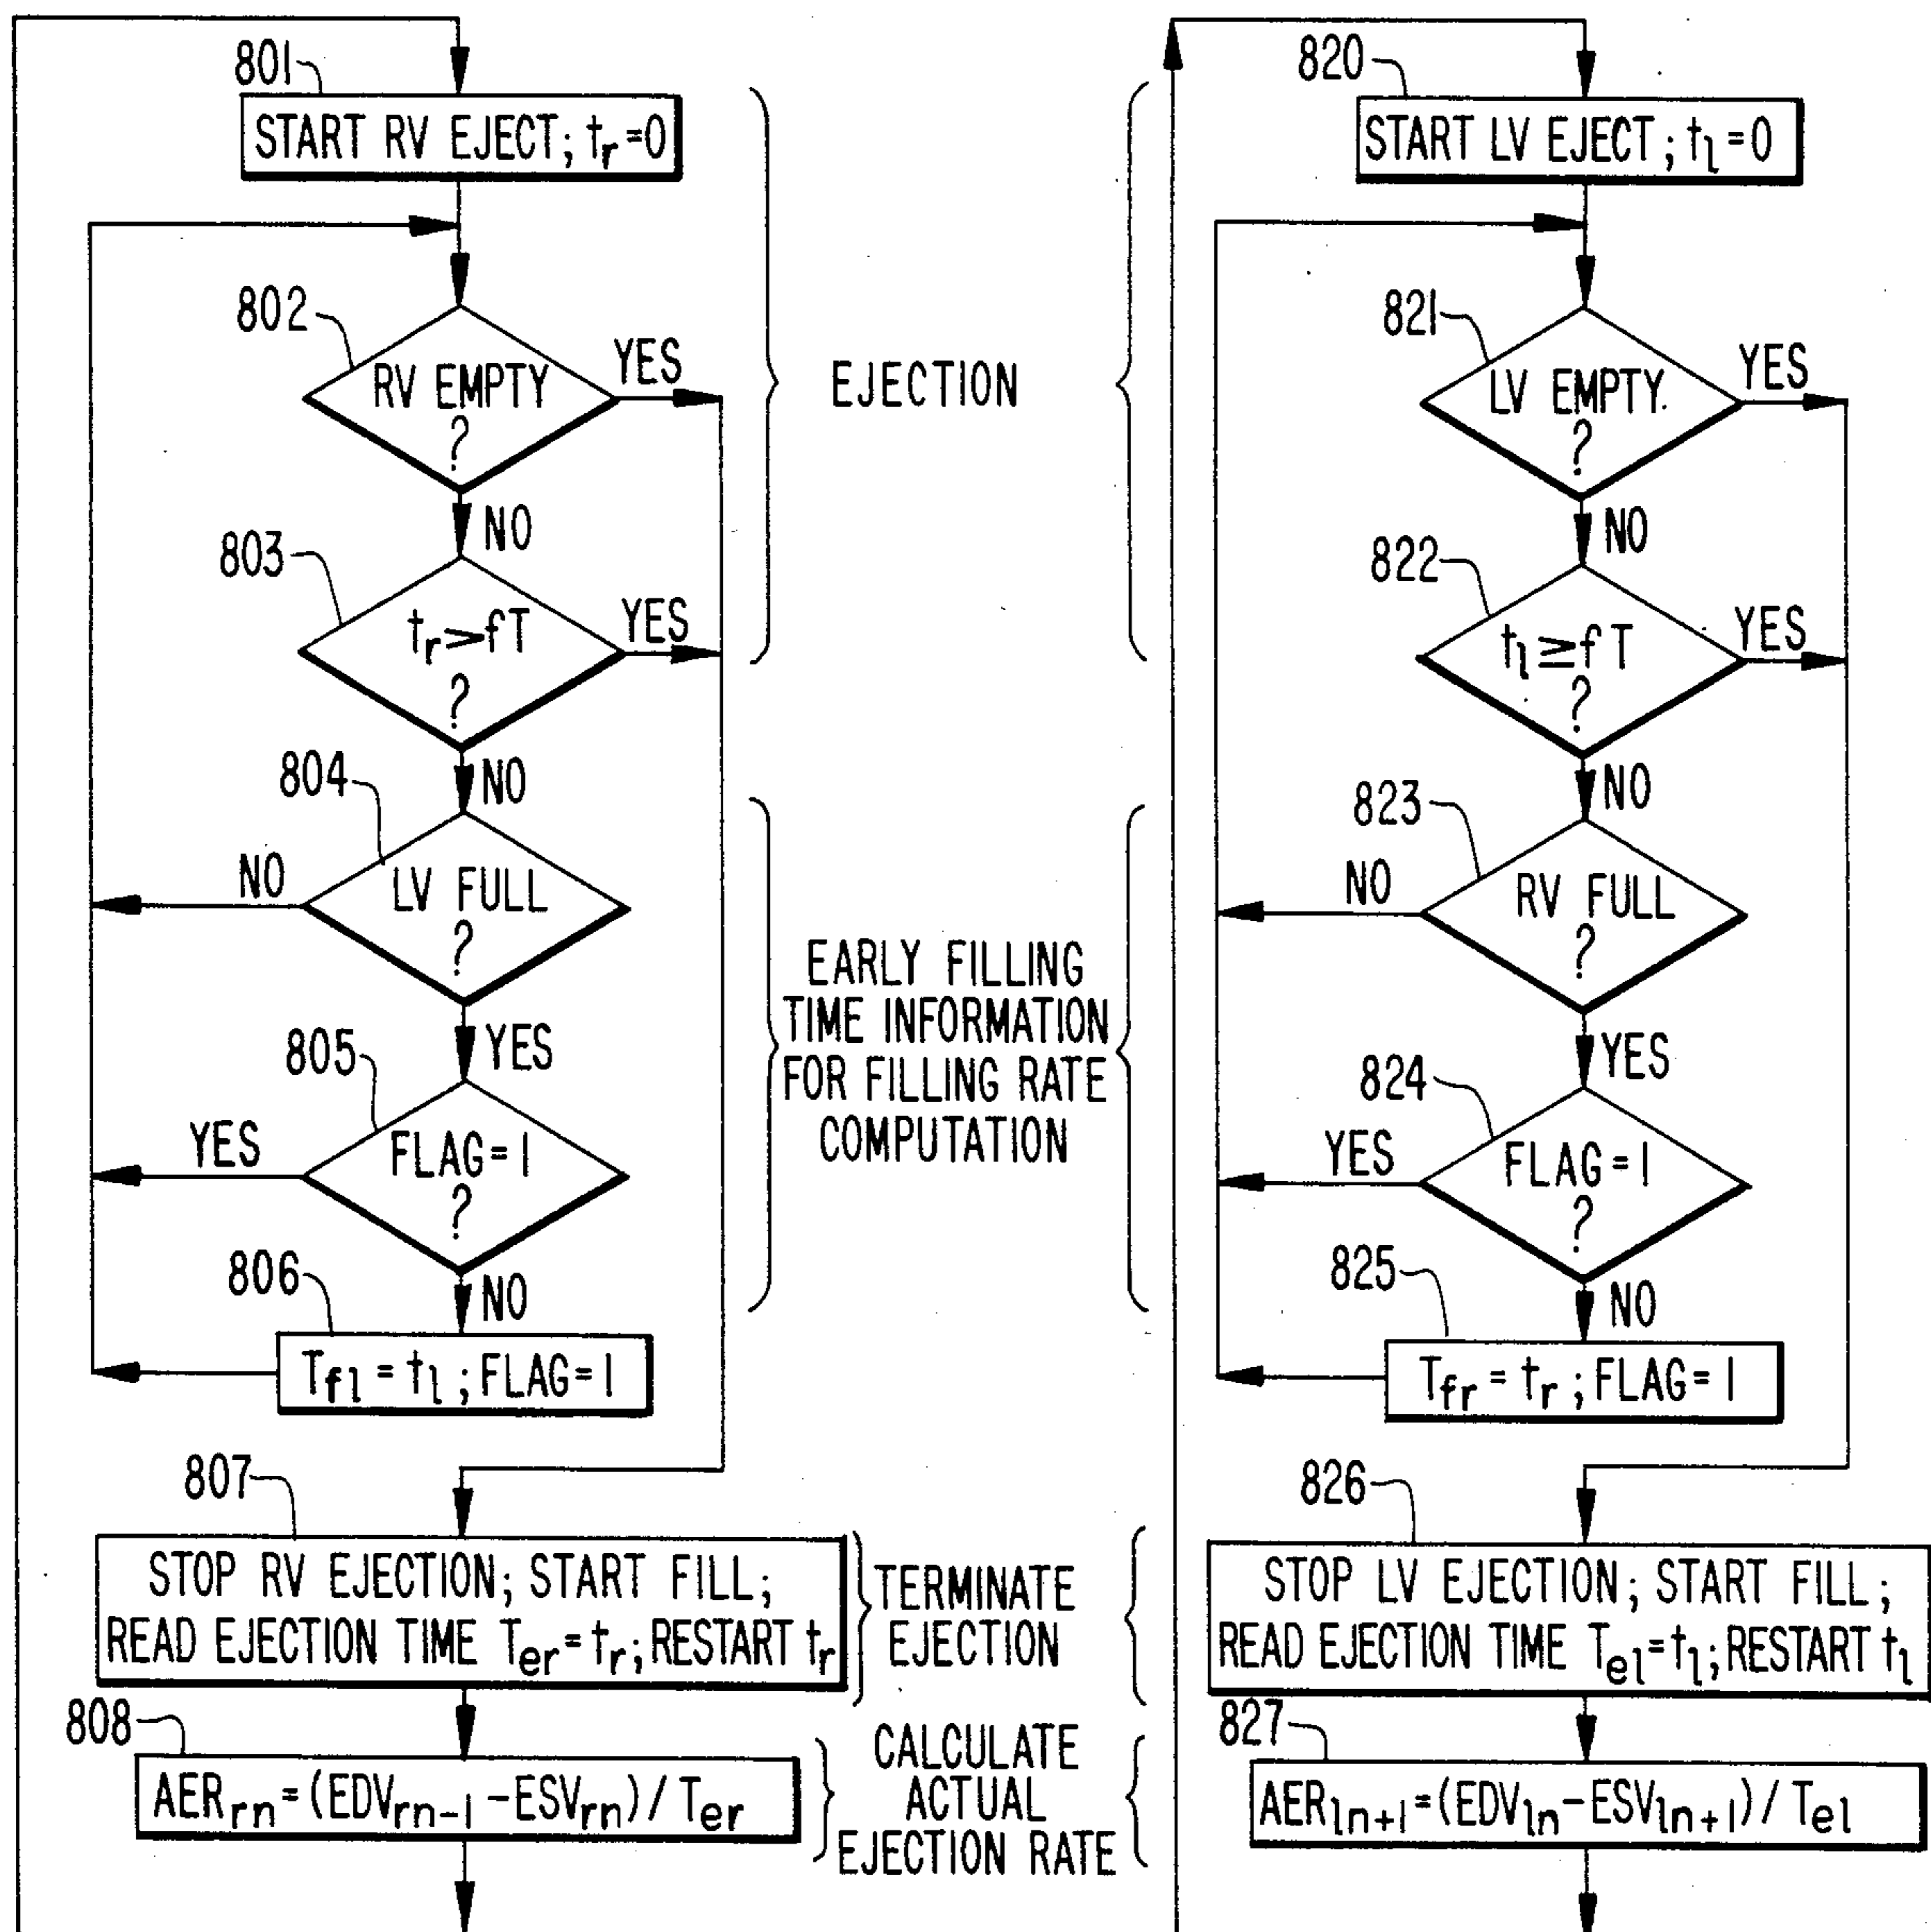 801
START RV EJECT; tr=0
802
RV EMPTY
?
YES
NO
803
tr>fT
?
YES
NO
804
LV FULL
?
NO
YES
805
FLAG=1
?
YES
NO
806
Tfl = tl ; FLAG=1
807
STOP RV EJECTION; START FILL;
READ EJECTION TIME Ter=tr; RESTART tr
808
AERrn=(EDVrn-1 -ESVrn)/ Ter
EJECTION
EARLY FILLING
TIME INFORMATION
FOR FILLING RATE
COMPUTATION
TERMINATE
EJECTION
CALCULATE
ACTUAL
EJECTION RATE
820
START LV EJECT ; tl=0
821
LV EMPTY
?
YES
NO
822
tl≥fT
?
YES
NO
823
RV FULL
?
NO
YES
824
FLAG=1
?
YES
NO
825
Tfr = tr ; FLAG=1
826
STOP LV EJECTION; START FILL;
READ EJECTION TIME Tel=tl; RESTART tl
827
AERln+1=(EDVln-ESVln+1)/ Tel